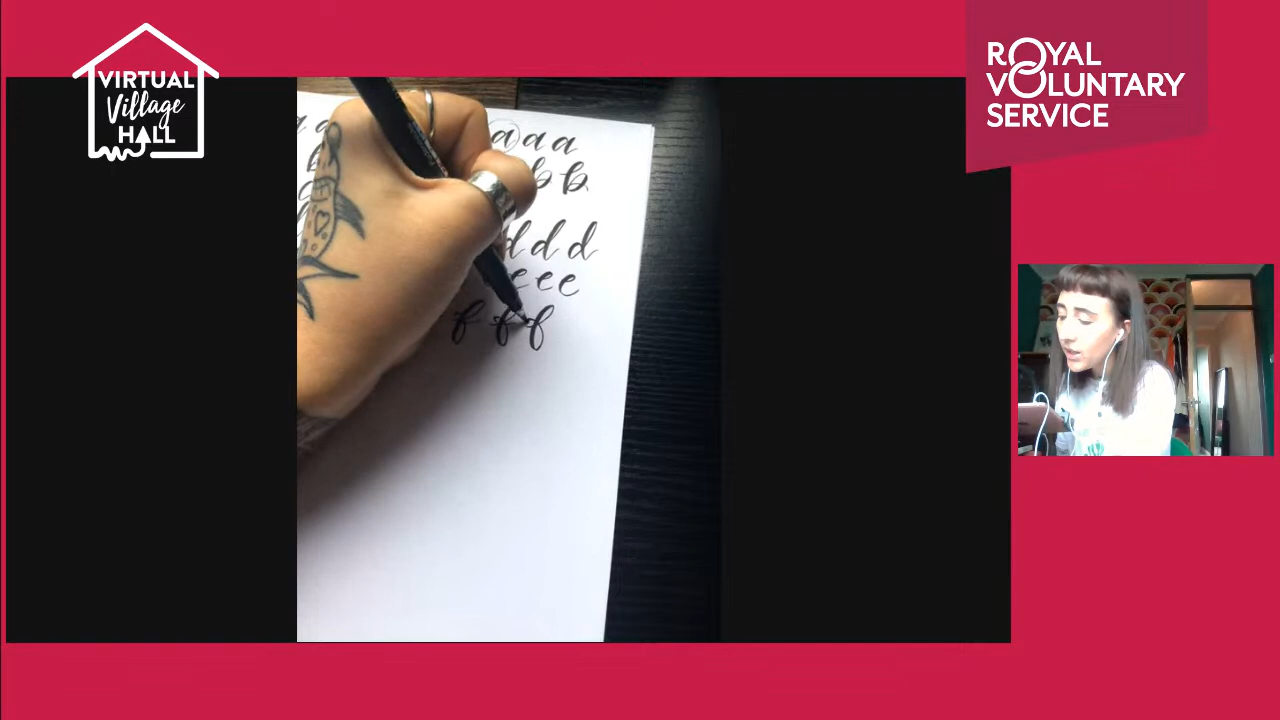 VIRTUAL
Village
HALL
ROYAL
VOLUNTARY
SERVICE
a a a a
b b b
d d d
e e e
f f f